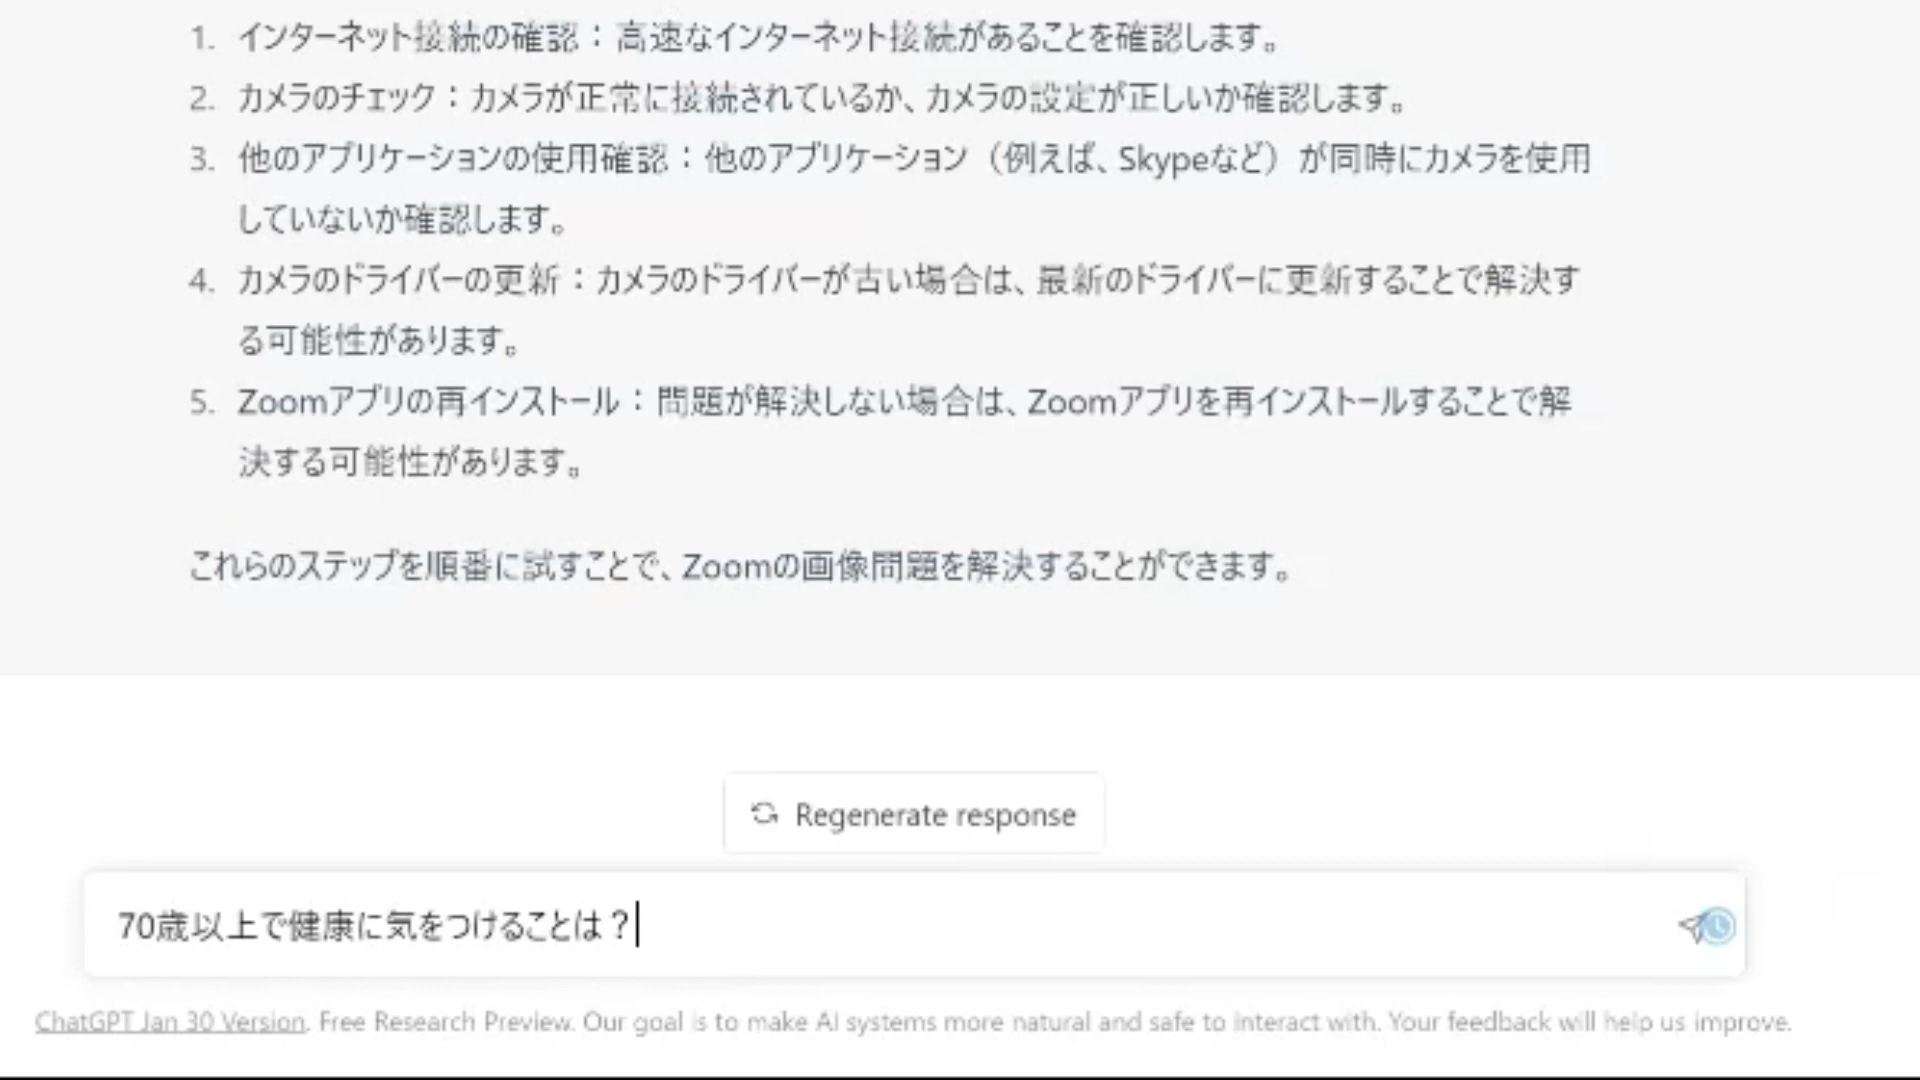 1. インターネット接続の確認：高速なインターネット接続があることを確認します。
2. カメラのチェック：カメラが正常に接続されているか、カメラの設定が正しいか確認します。
3. 他のアプリケーションの使用確認：他のアプリケーション（例えば、Skypeなど）が同時にカメラを使用
していないか確認します。
4. カメラのドライバーの更新：カメラのドライバーが古い場合は、最新のドライバーに更新することで解決す
る可能性があります。
5. Zoomアプリの再インストール：問題が解決しない場合は、Zoomアプリを再インストールすることで解
決する可能性があります。
これらのステップを順番に試すことで、Zoomの画像問題を解決することができます。
Regenerate response
70歳以上で健康に気をつけることは？
ChatGPT Jan 30 Version. Free Research Preview. Our goal is to make AI systems more natural and safe to interact with. Your feedback will help us improve.